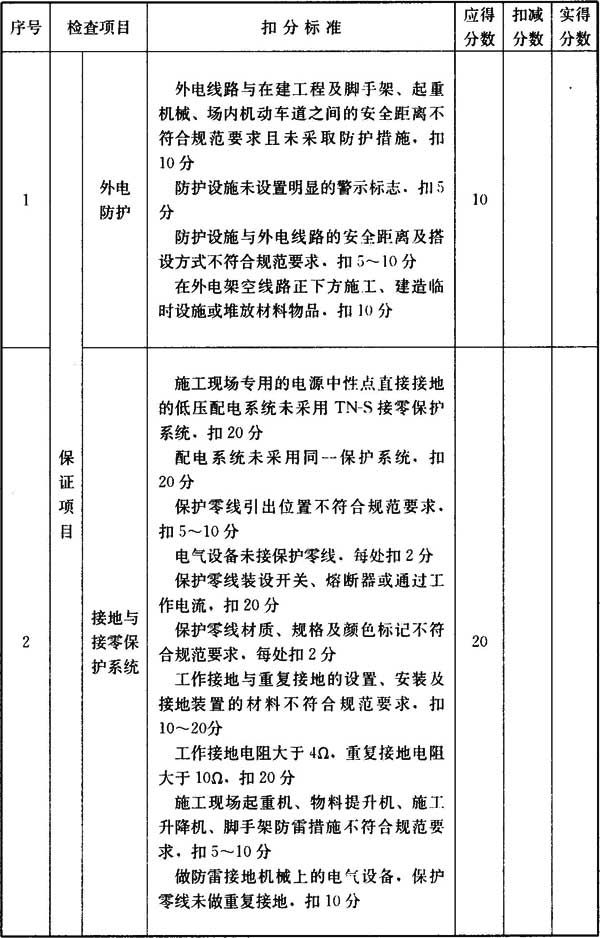 序号 检查项目 扣分标准 应得分数 扣减分数 实得分数
1
外电
防护
外电线路与在建工程及脚手架、起重
机械、场内机动车道之间的安全距离不
符合规范要求且未采取防护措施，扣
10分
防护设施未设置明显的警示标志，扣5
分
防护设施与外电线路的安全距离及搭
设方式不符合规范要求，扣5～10分
在外电架空线路正下方施工、建造临
时设施或堆放材料物品，扣10分
10
保
证
项
目
2
接地与
接零保
护系统
施工现场专用的电源中性点直接接地
的低压配电系统未采用TN-S接零保护
系统，扣20分
配电系统未采用同一保护系统，扣
20分
保护零线引出位置不符合规范要求，
扣5～10分
电气设备未接保护零线，每处扣2分
保护零线装设开关、熔断器或通过工
作电流，扣20分
保护零线材质、规格及颜色标记不符
合规范要求，每处扣2分
工作接地与重复接地的设置、安装及
接地装置的材料不符合规范要求，扣
10～20分
工作接地电阻大于4Ω，重复接地电阻
大于10Ω，扣20分
施工现场起重机、物料提升机、施工
升降机、脚手架防雷措施不符合规范要
求，扣5～10分
做防雷接地机械上的电气设备，保护
零线未做重复接地，扣10分
20